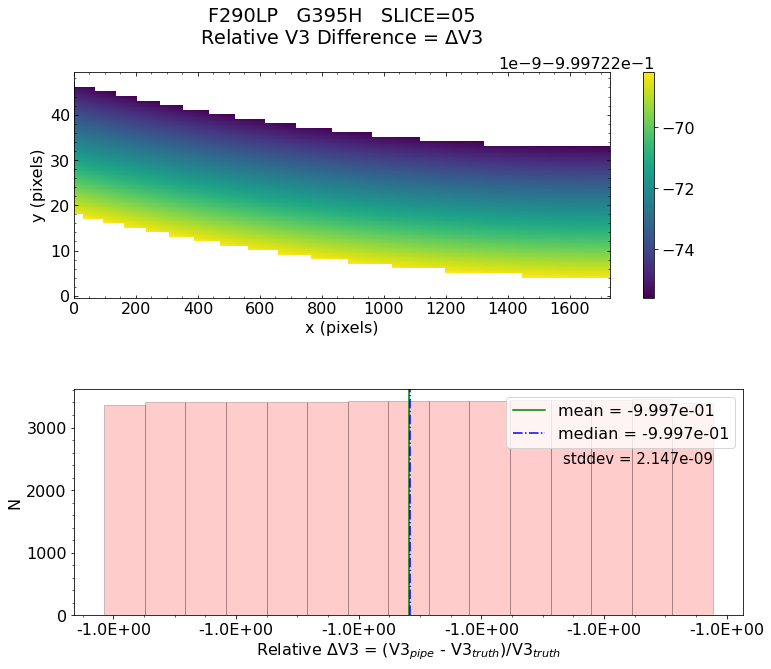 F290LP G395H SLICE=05
Relative V3 Difference = ΔV3
1e−9−9.99722e−1
40
30
20
10
0
y (pixels)
0 200 400 600 800 1000 1200 1400 1600
x (pixels)
−70
−72
−74
3000
2000
1000
0
N
mean = -9.997e-01
median = -9.997e-01
stddev = 2.147e-09
-1.0E+00 -1.0E+00 -1.0E+00 -1.0E+00 -1.0E+00 -1.0E+00
Relative ΔV3 = (V3pipe - V3truth)/V3truth